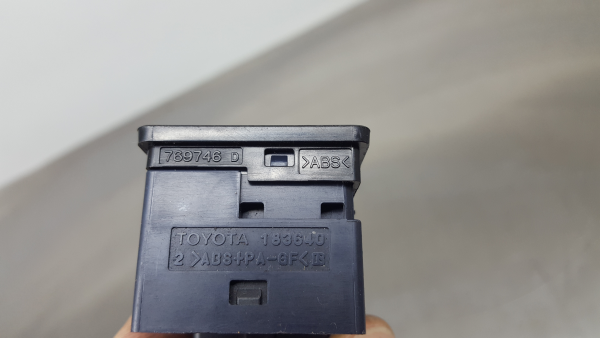 769746 D
>ABS<
TOYOTA 183640
2 >ABS+PA-GF<